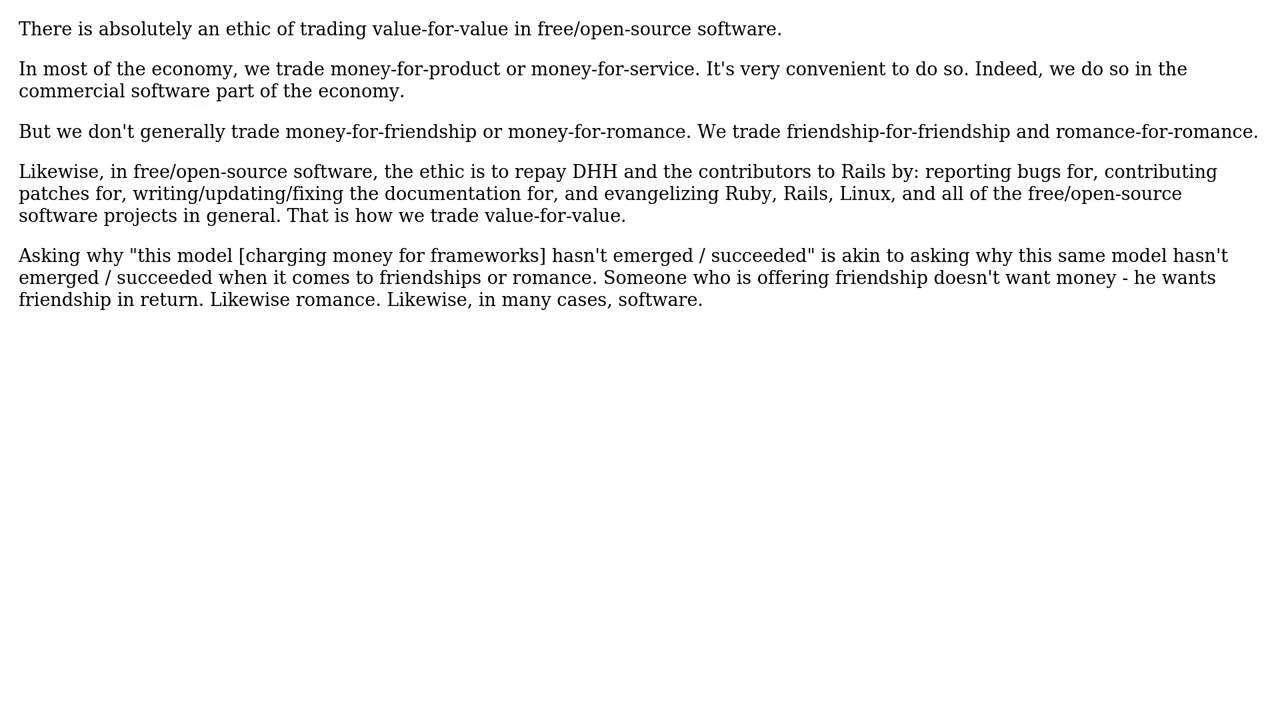 There is absolutely an ethic of trading value-for-value in free/open-source software.
In most of the economy, we trade money-for-product or money-for-service. It's very convenient to do so. Indeed, we do so in the
commercial software part of the economy.
But we don't generally trade money-for-friendship or money-for-romance. We trade friendship-for-friendship and romance-for-romance.
Likewise, in free/open-source software, the ethic is to repay DHH and the contributors to Rails by: reporting bugs for, contributing
patches for, writing/updating/fixing the documentation for, and evangelizing Ruby, Rails, Linux, and all of the free/open-source
software projects in general. That is how we trade value-for-value.
Asking why "this model [charging money for frameworks] hasn't emerged / succeeded" is akin to asking why this same model hasn't
emerged / succeeded when it comes to friendships or romance. Someone who is offering friendship doesn't want money - he wants
friendship in return. Likewise romance. Likewise, in many cases, software.